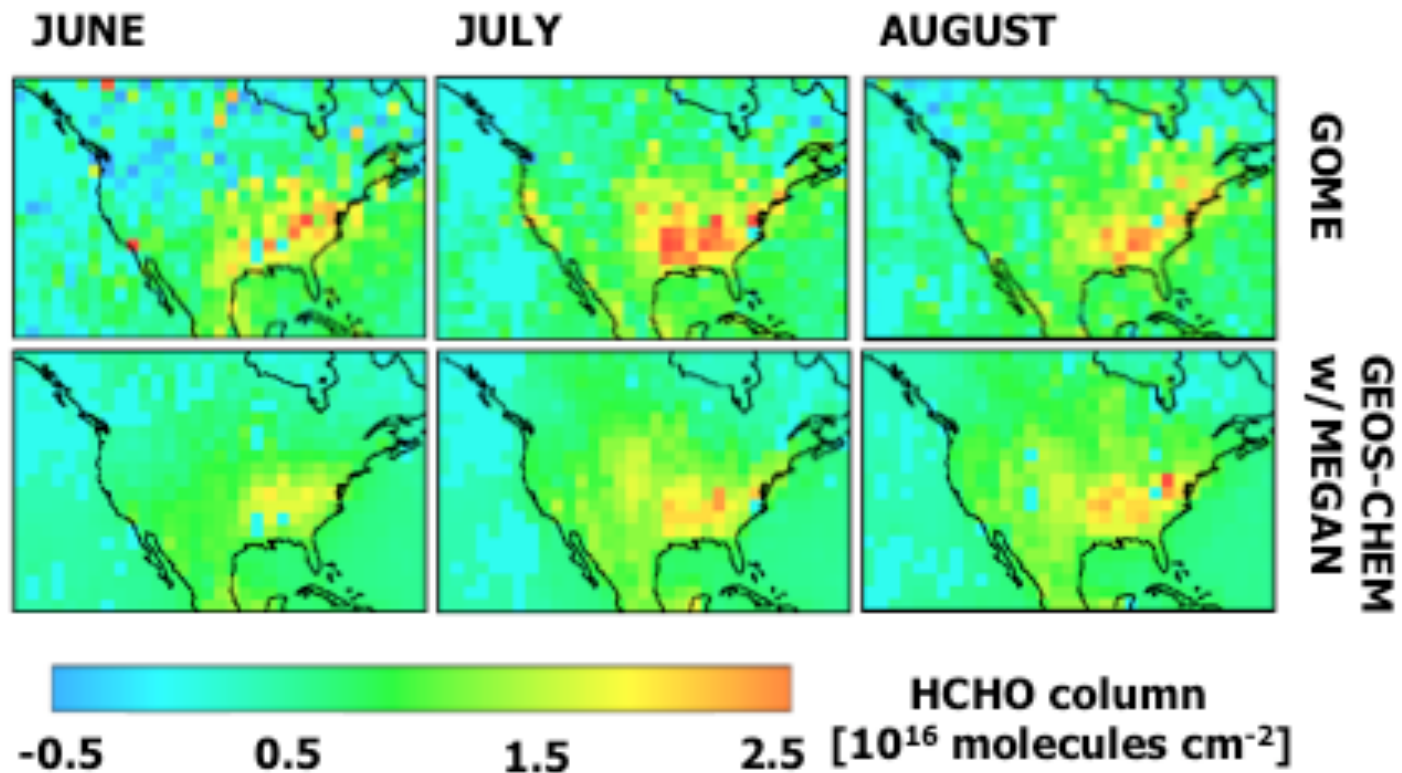 JUNE
JULY
AUGUST
GOME
GEOS-CHEM
w/ MEGAN
-0.5
0.5
1.5
2.5
HCHO column
[10¹⁶ molecules cm⁻²]